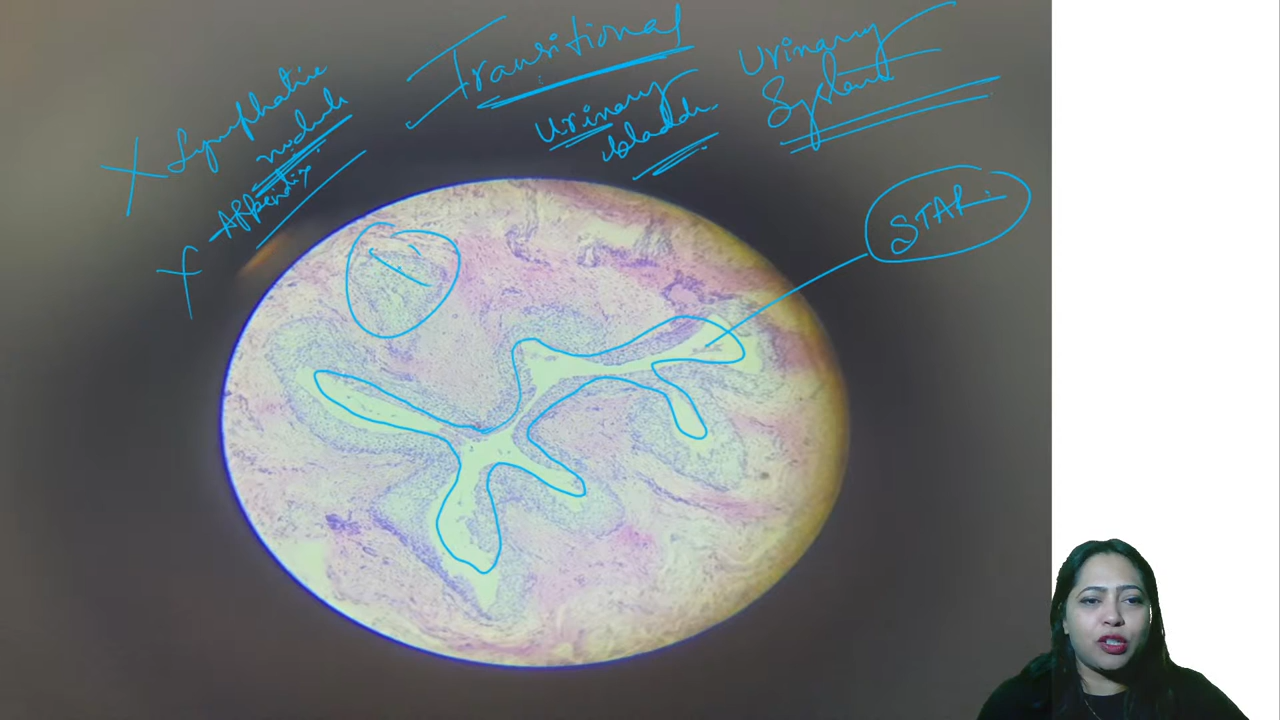 X Lymphatic
nodule
X Appendix
Transitional
Urinary
bladder
Urinary
System
STAR